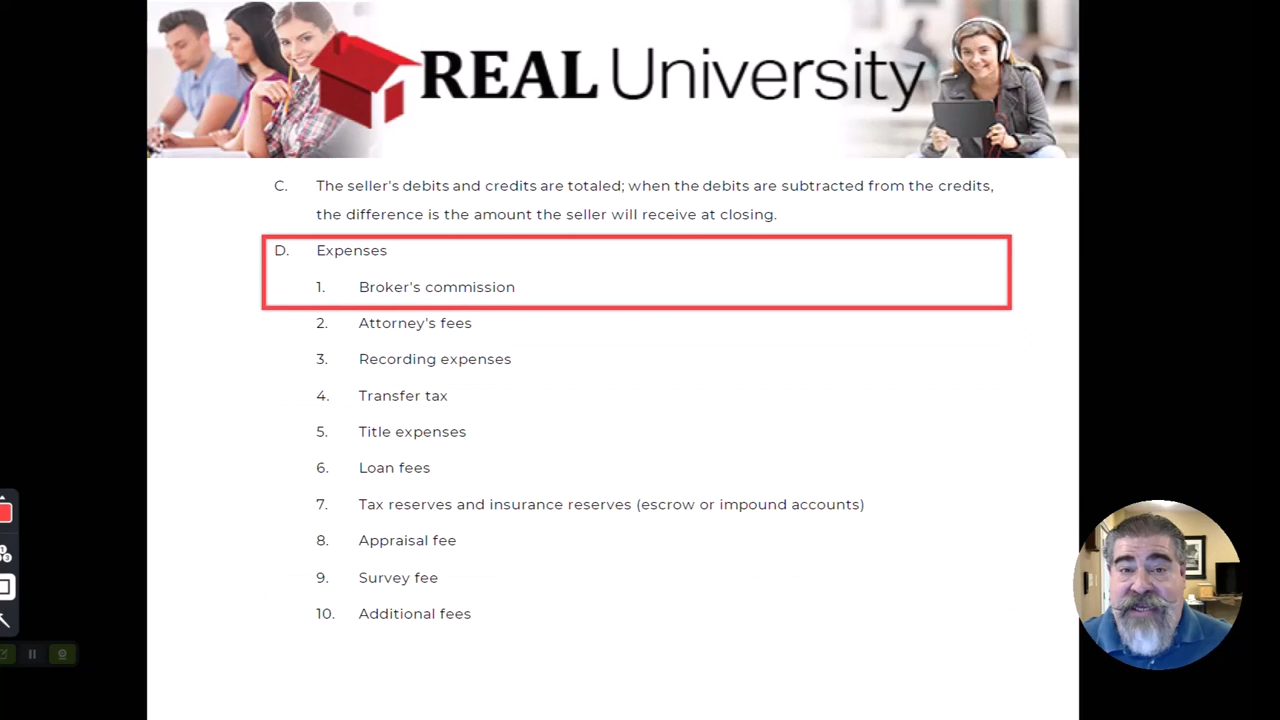 REAL University
C. The seller's debits and credits are totaled; when the debits are subtracted from the credits,
the difference is the amount the seller will receive at closing.
D. Expenses
1. Broker's commission
2. Attorney's fees
3. Recording expenses
4. Transfer tax
5. Title expenses
6. Loan fees
7. Tax reserves and insurance reserves (escrow or impound accounts)
8. Appraisal fee
9. Survey fee
10. Additional fees